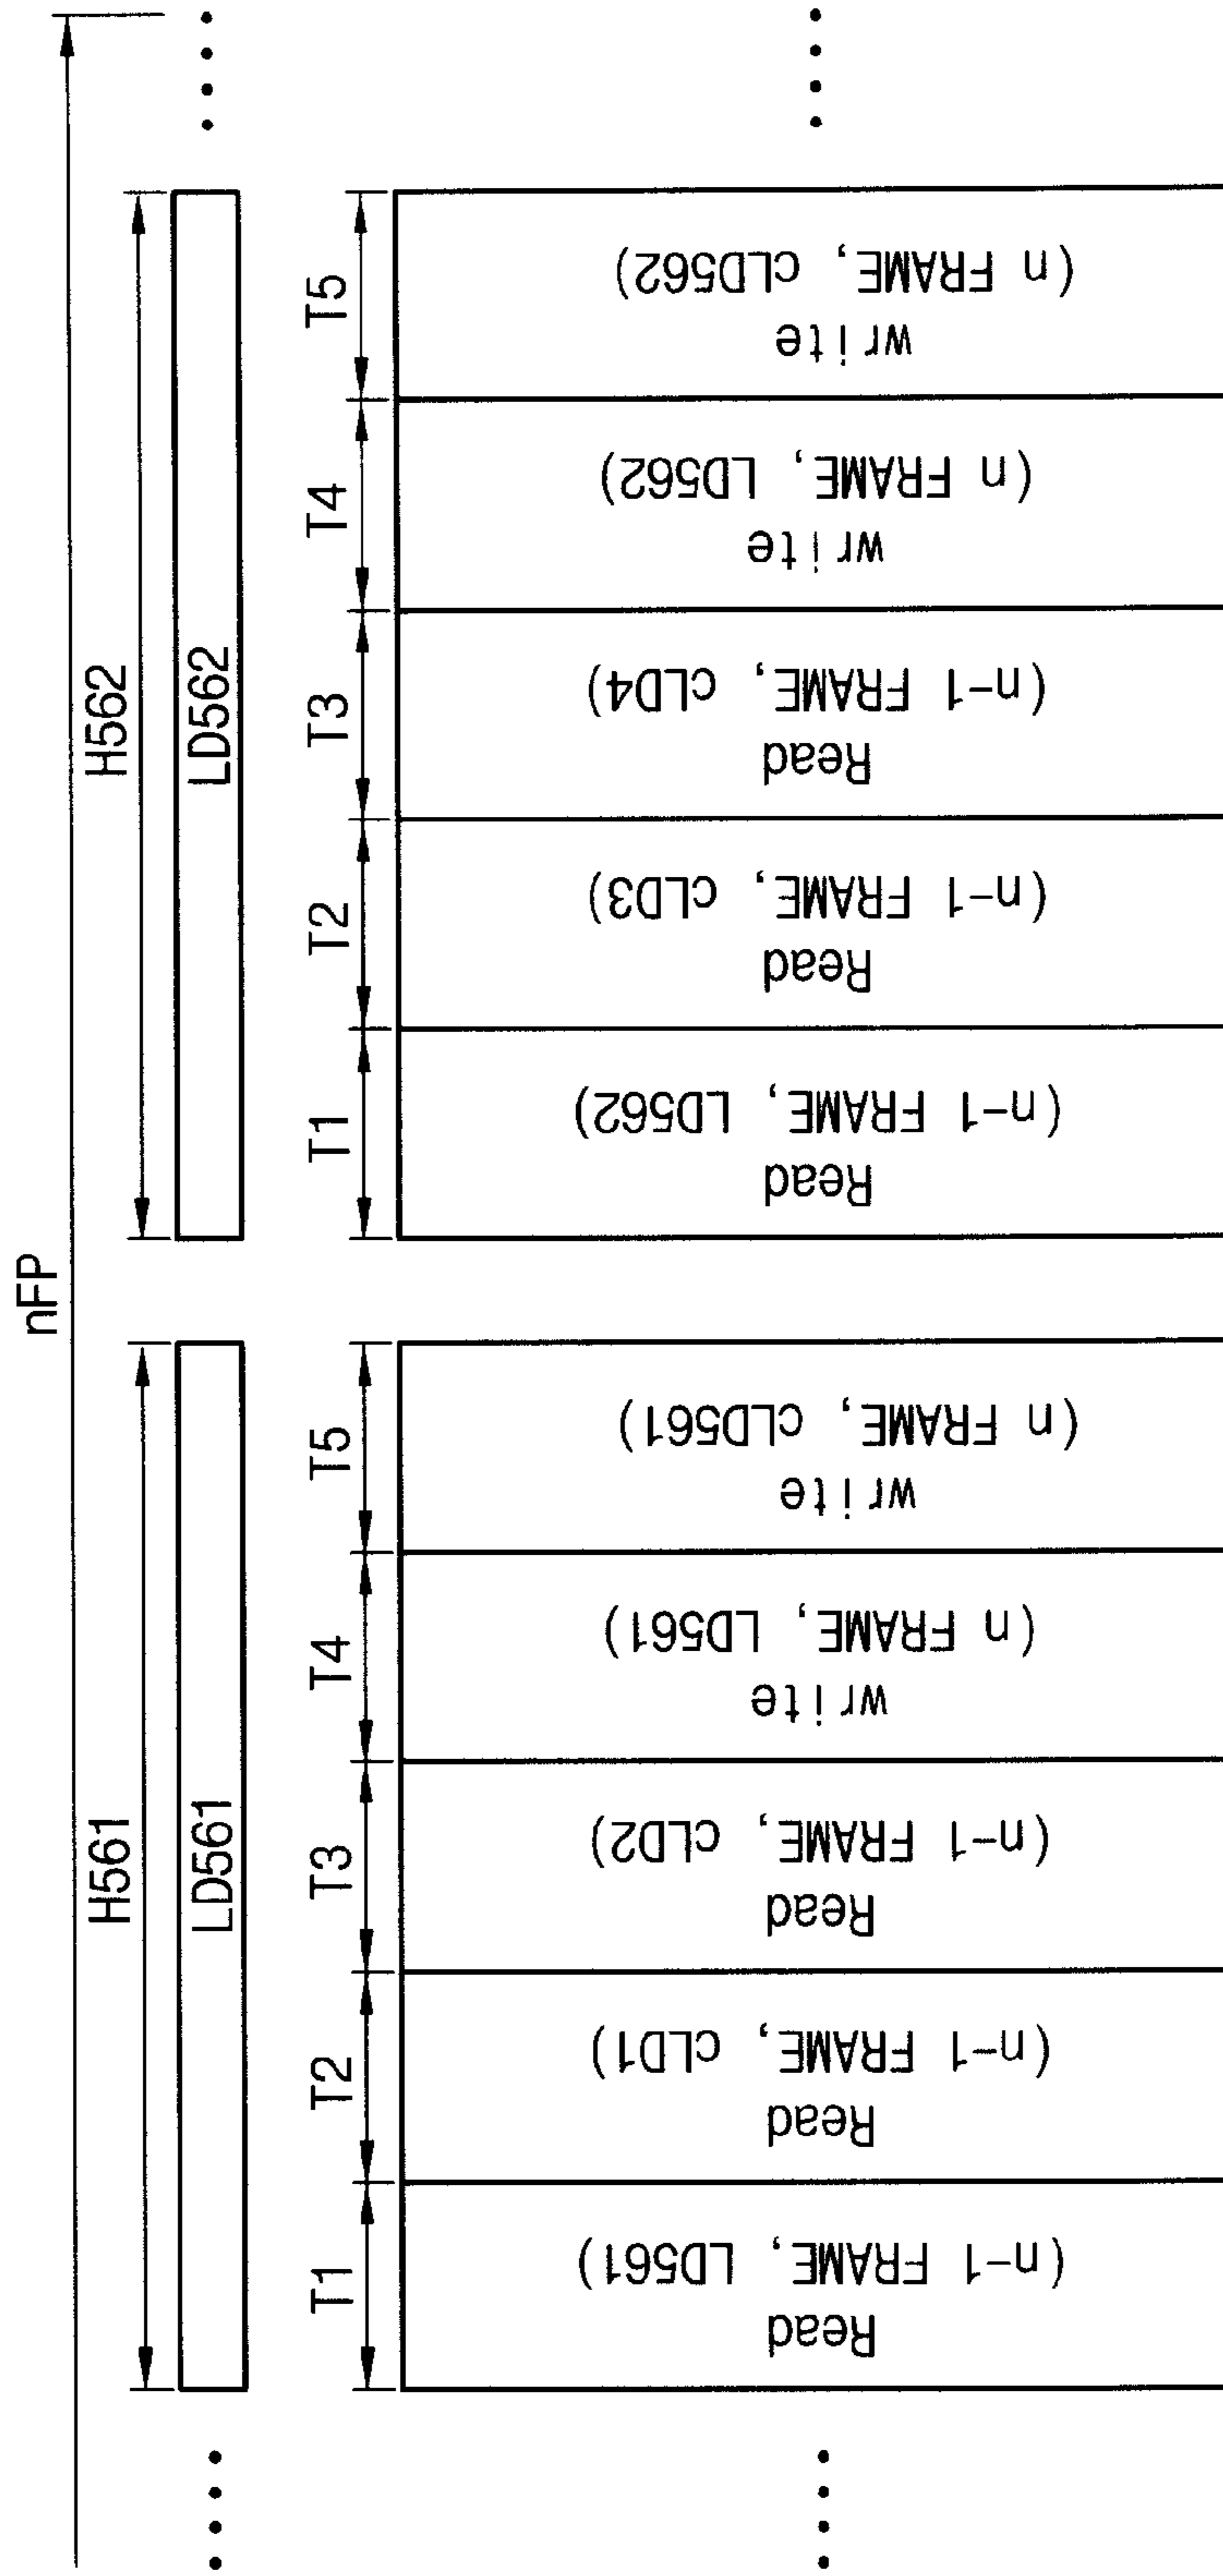 nFP
H561
H562
LD561
LD562
T1
T2
T3
T4
T5
T1
T2
T3
T4
T5
Read
(n-1 FRAME, LD561)
Read
(n-1 FRAME, cLD1)
Read
(n-1 FRAME, cLD2)
write
(n FRAME, LD561)
write
(n FRAME, cLD561)
Read
(n-1 FRAME, LD562)
Read
(n-1 FRAME, cLD3)
Read
(n-1 FRAME, cLD4)
write
(n FRAME, LD562)
write
(n FRAME, cLD562)